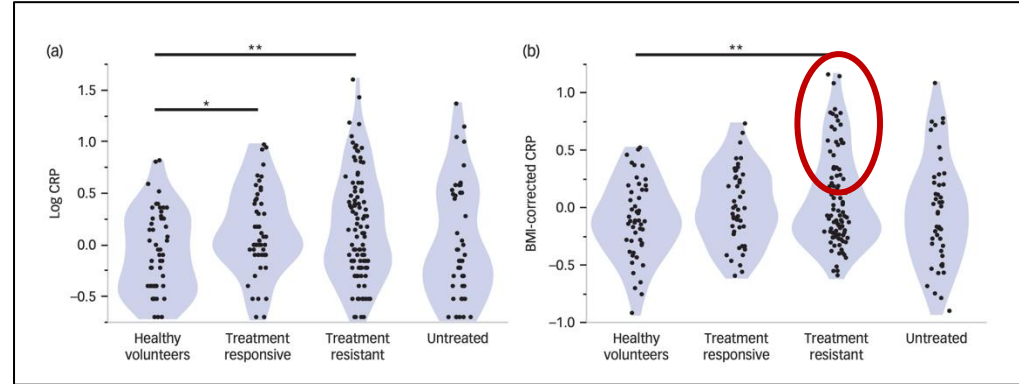 (a)
**
*
1.5
1.0
0.5
0.0
−0.5
Log CRP
Healthy
volunteers
Treatment
responsive
Treatment
resistant
Untreated
(b)
**
1.0
0.5
0.0
−0.5
−1.0
BMI-corrected CRP
Healthy
volunteers
Treatment
responsive
Treatment
resistant
Untreated